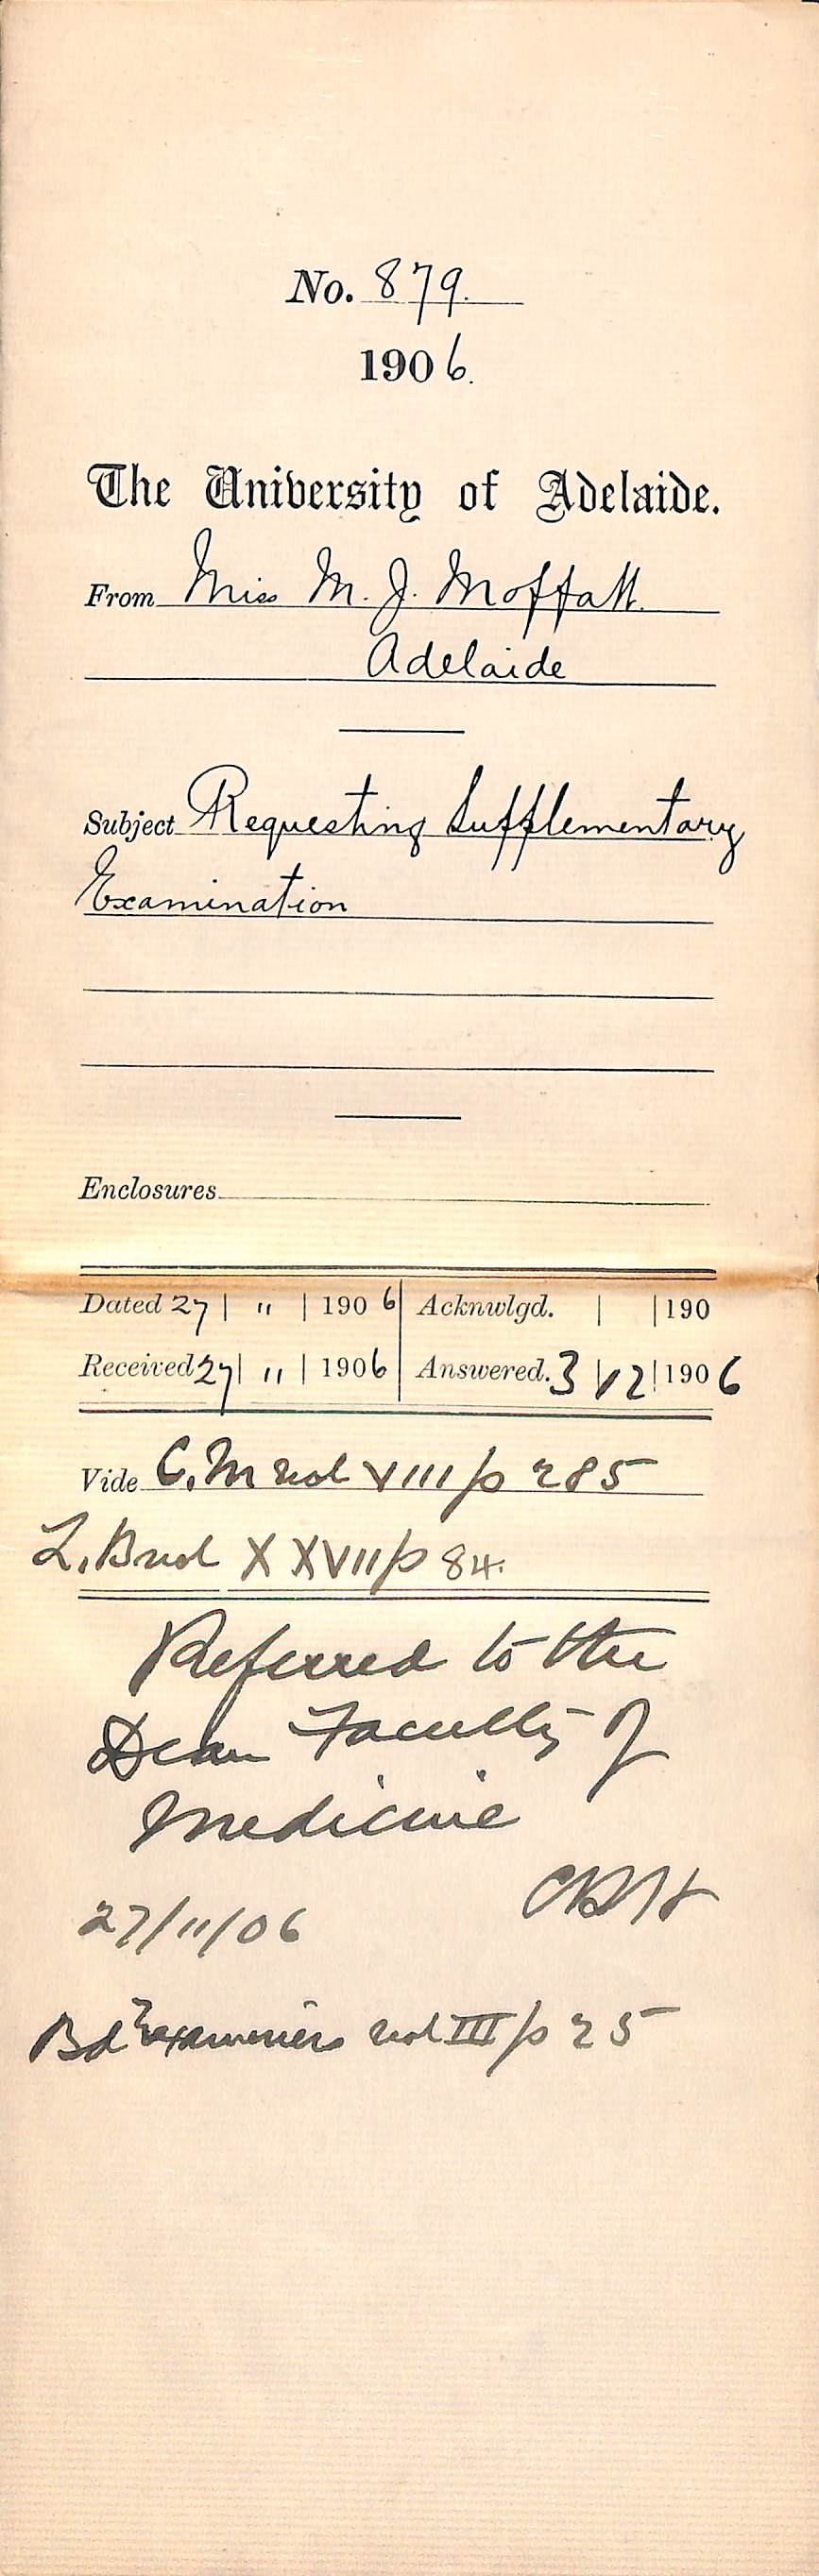 No. 879.
1906.
The University of Adelaide.
From Miss M. J. Moffatt.
Adelaide
Subject Requesting Supplementary
Examination
Enclosures
Dated 27 | 11 | 1906 Acknwlgd. | | 190
Received 27 | 11 | 1906 Answered. 3 | 12 | 1906
Vide C.M vol VIII/p 285
L.B vol XXVII/p 84.
Referred to the
Dean Faculty of
Medicine
27/11/06
Bd Examiners vol III/p 25